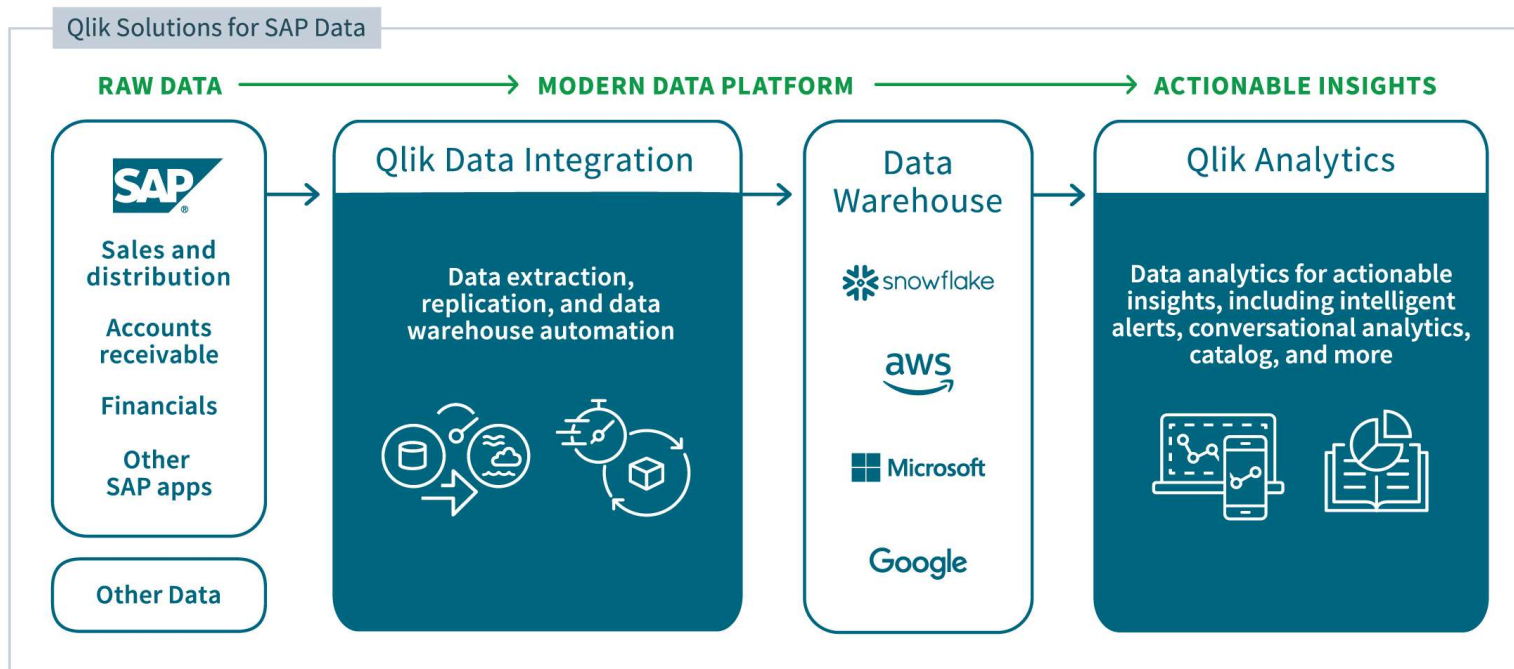 Qlik Solutions for SAP Data
RAW DATA
MODERN DATA PLATFORM
ACTIONABLE INSIGHTS
SAP
®
Sales and
distribution
Accounts
receivable
Financials
Other
SAP apps
Other Data
Qlik Data Integration
Data extraction,
replication, and data
warehouse automation
Data
Warehouse
snowflake
aws
Microsoft
Google
Qlik Analytics
Data analytics for actionable
insights, including intelligent
alerts, conversational analytics,
catalog, and more